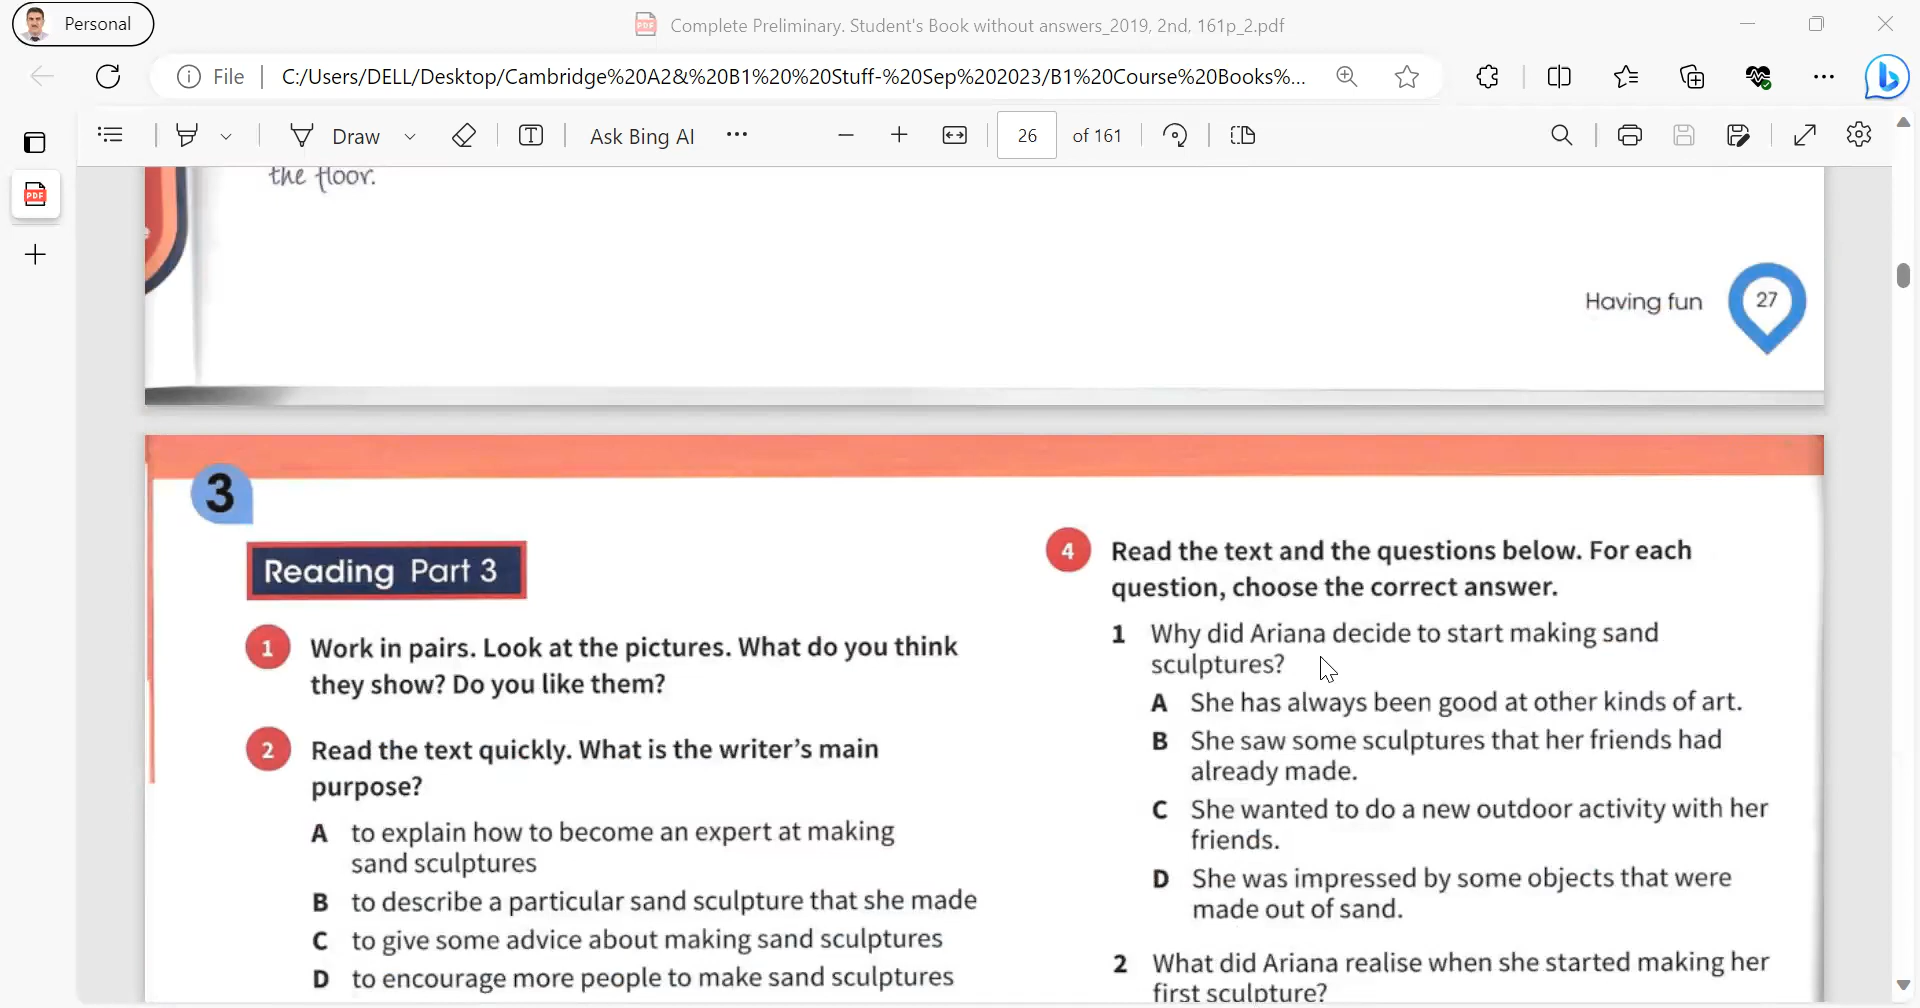 Personal
Complete Preliminary. Student's Book without answers_2019, 2nd, 161p_2.pdf
File
C:/Users/DELL/Desktop/Cambridge%20A2&%20B1%20%20Stuff-%20Sep%202023/B1%20Course%20Books%...
Draw
Ask Bing AI
26 of 161
PDF
the floor.
Having fun 27
3
Reading Part 3
1 Work in pairs. Look at the pictures. What do you think
they show? Do you like them?
2 Read the text quickly. What is the writer's main
purpose?
A to explain how to become an expert at making
sand sculptures
B to describe a particular sand sculpture that she made
C to give some advice about making sand sculptures
D to encourage more people to make sand sculptures
4 Read the text and the questions below. For each
question, choose the correct answer.
1 Why did Ariana decide to start making sand
sculptures?
A She has always been good at other kinds of art.
B She saw some sculptures that her friends had
already made.
C She wanted to do a new outdoor activity with her
friends.
D She was impressed by some objects that were
made out of sand.
2 What did Ariana realise when she started making her
first sculpture?